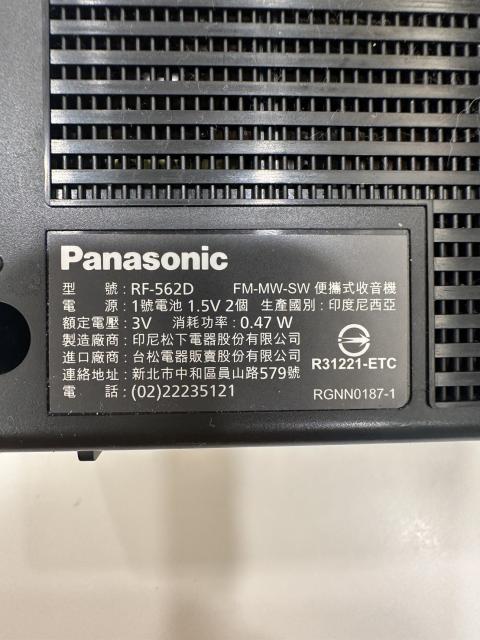 Panasonic
型 號 : RF-562D FM-MW-SW 便攜式收音機
電 源 : 1號電池 1.5V 2個 生產國別 : 印度尼西亞
額定電壓 : 3V 消耗功率 : 0.47 W
製造廠商 : 印尼松下電器股份有限公司
進口廠商 : 台松電器販賣股份有限公司
連絡地址 : 新北市中和區員山路579號
電 話 : (02)22235121
R31221-ETC
RGNN0187-1